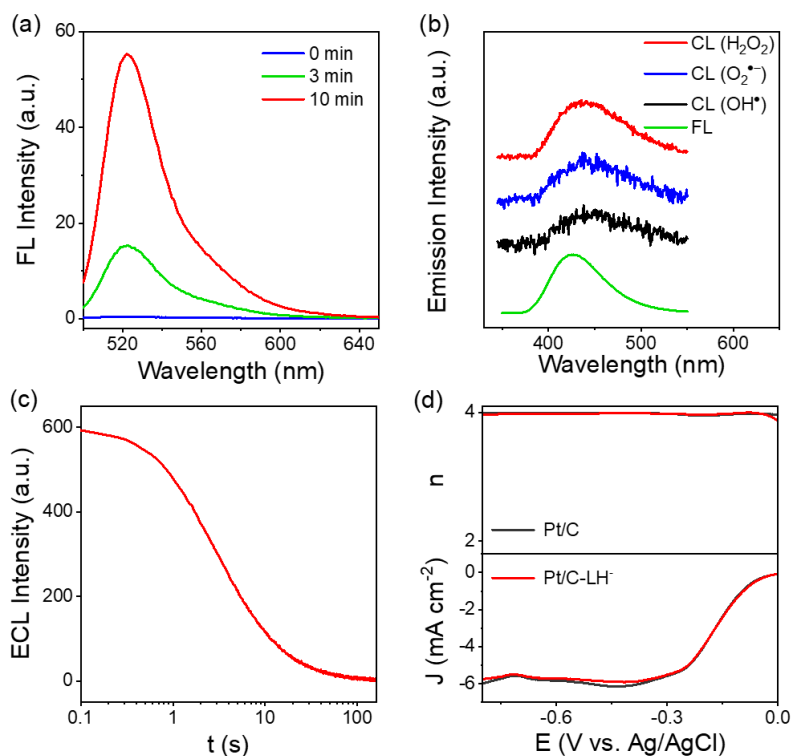 (a)
60
40
20
0
FL Intensity (a.u.)
0 min
3 min
10 min
520
560
600
640
Wavelength (nm)
(b)
Emission Intensity (a.u.)
CL (H₂O₂)
CL (O₂•−)
CL (OH•)
FL
400
500
600
Wavelength (nm)
(c)
600
400
200
0
ECL Intensity (a.u.)
0.1
1
10
100
t (s)
(d)
4
2
n
Pt/C
0
-2
-4
-6
J (mA cm⁻²)
Pt/C-LH⁻
-0.6
-0.3
0.0
E (V vs. Ag/AgCl)